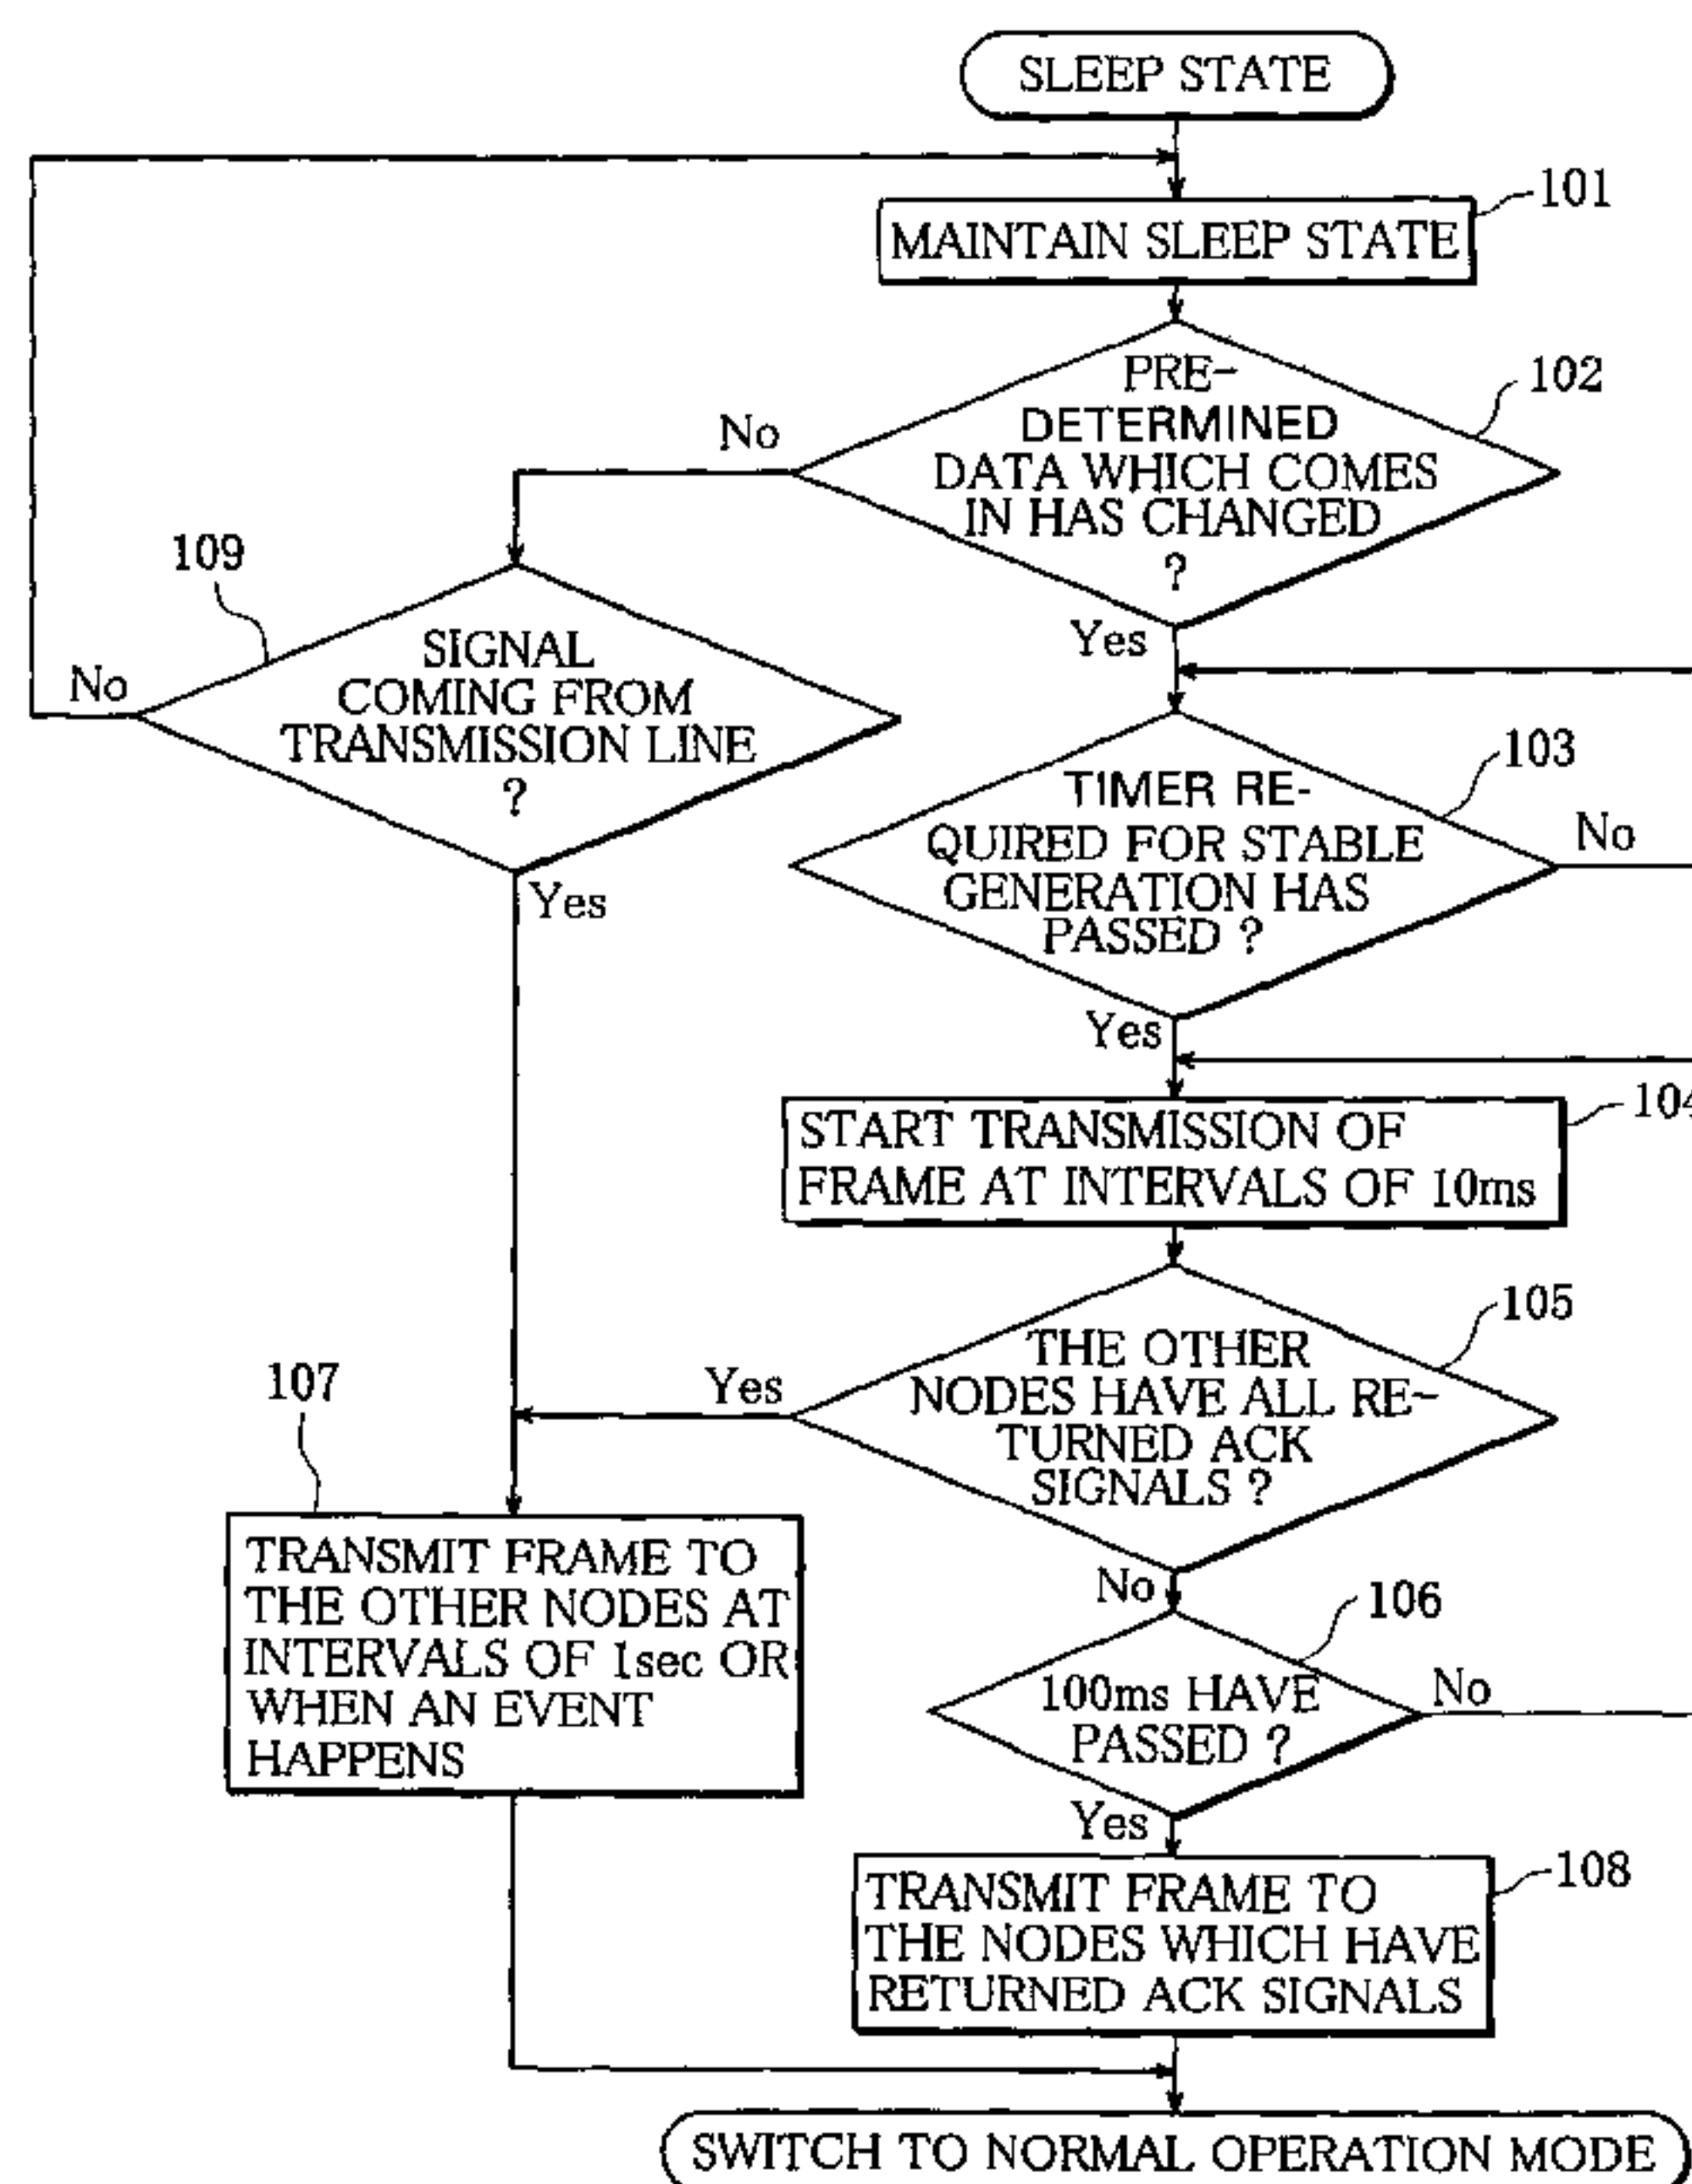 SLEEP STATE
101
MAINTAIN SLEEP STATE
102
PRE-
DETERMINED
DATA WHICH COMES
IN HAS CHANGED
?
No
Yes
109
SIGNAL
COMING FROM
TRANSMISSION LINE
?
No
Yes
103
TIMER RE-
QUIRED FOR STABLE
GENERATION HAS
PASSED ?
No
Yes
104
START TRANSMISSION OF
FRAME AT INTERVALS OF 10ms
105
THE OTHER
NODES HAVE ALL RE-
TURNED ACK
SIGNALS ?
Yes
No
107
TRANSMIT FRAME TO
THE OTHER NODES AT
INTERVALS OF 1sec OR
WHEN AN EVENT
HAPPENS
106
100ms HAVE
PASSED ?
No
Yes
108
TRANSMIT FRAME TO
THE NODES WHICH HAVE
RETURNED ACK SIGNALS
SWITCH TO NORMAL OPERATION MODE